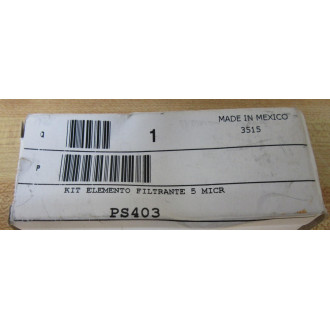 MADE IN MEXICO
Q 1 3515
P
KIT ELEMENTO FILTRANTE 5 MICR
PS403